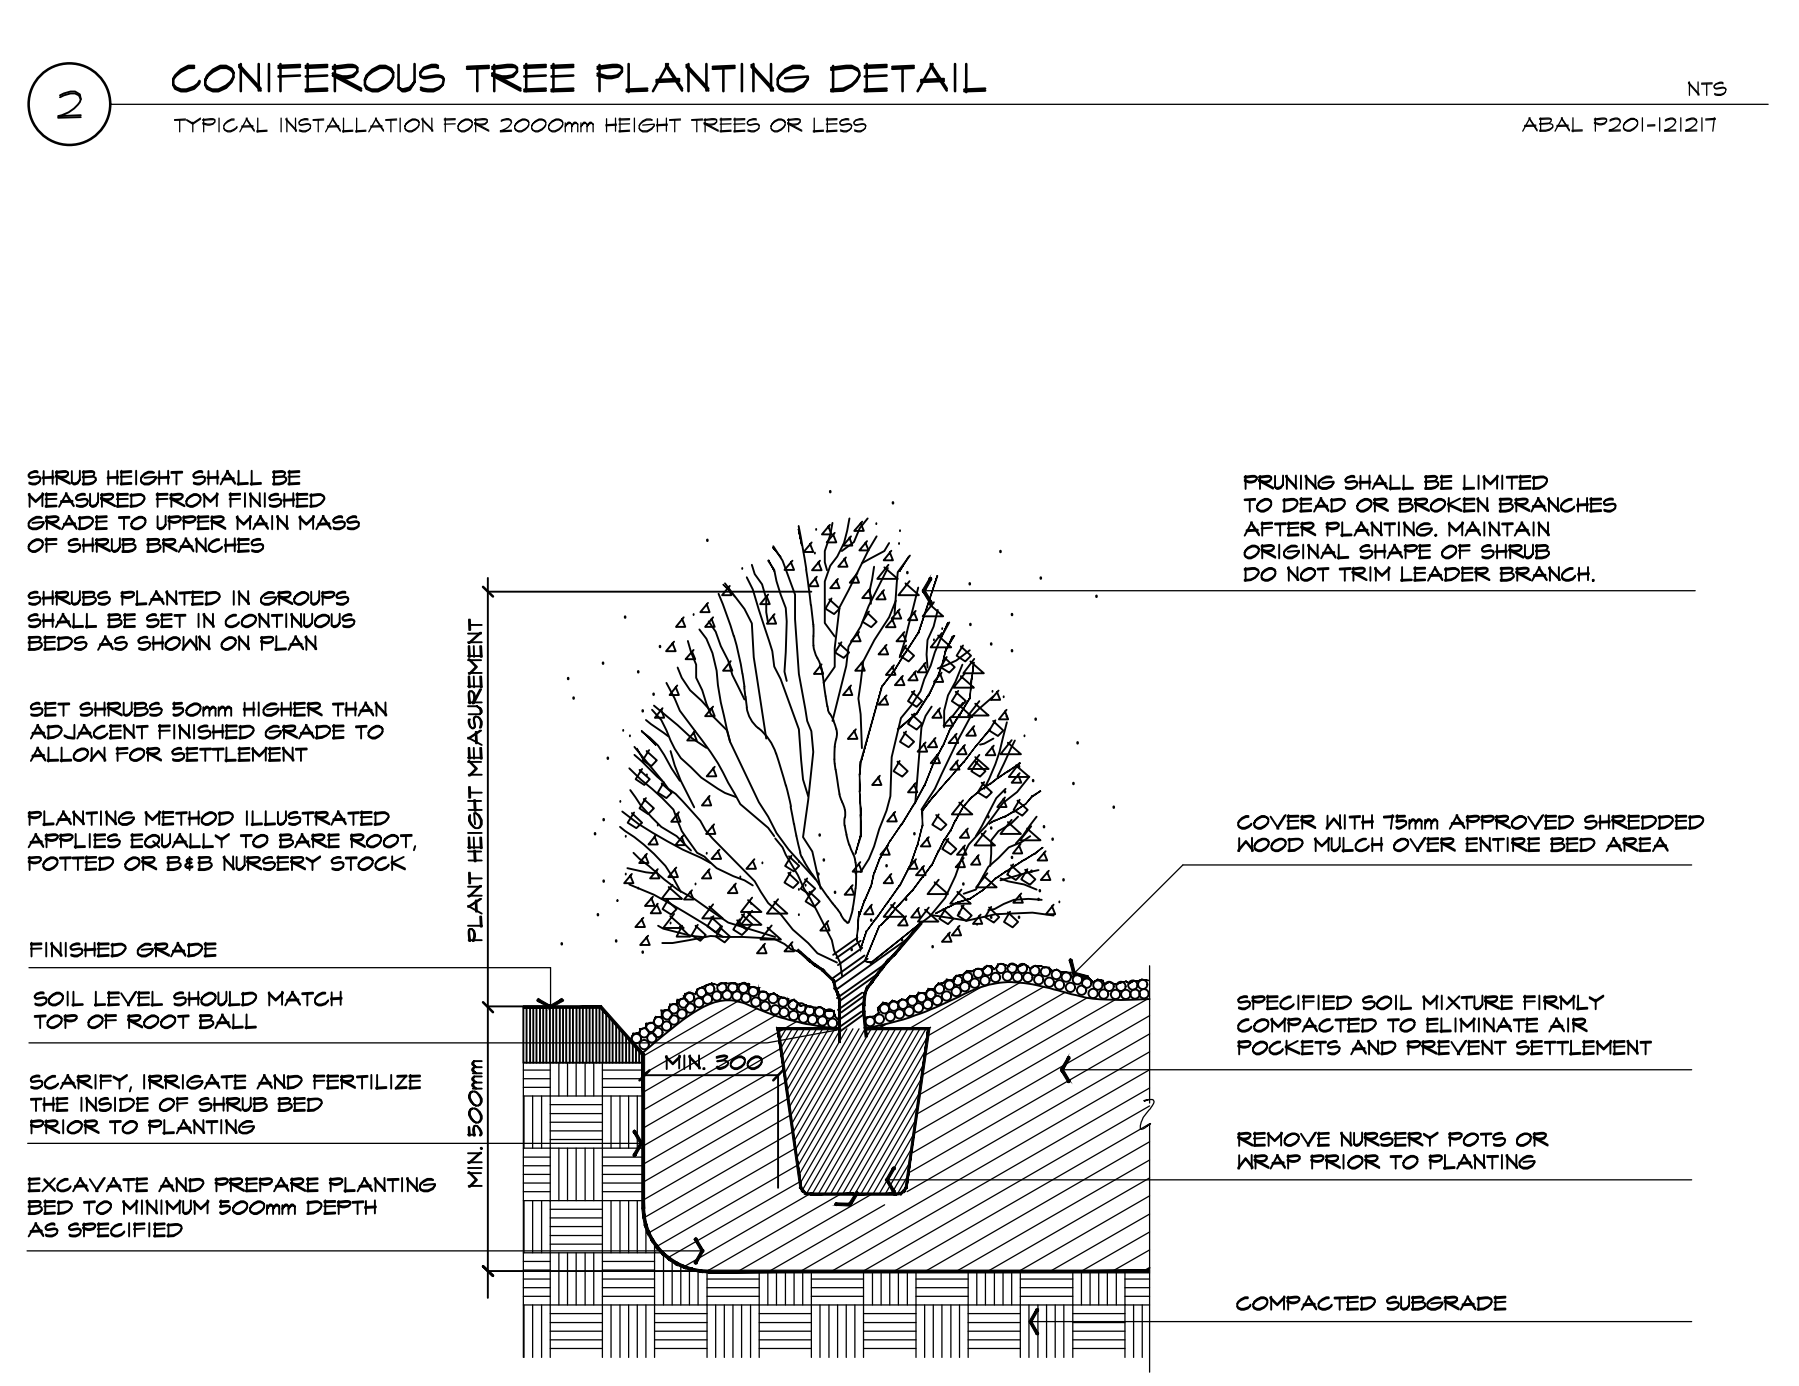 2
CONIFEROUS TREE PLANTING DETAIL
NTS
TYPICAL INSTALLATION FOR 2000mm HEIGHT TREES OR LESS
ABAL P201-121217
SHRUB HEIGHT SHALL BE
MEASURED FROM FINISHED
GRADE TO UPPER MAIN MASS
OF SHRUB BRANCHES
SHRUBS PLANTED IN GROUPS
SHALL BE SET IN CONTINUOUS
BEDS AS SHOWN ON PLAN
SET SHRUBS 50mm HIGHER THAN
ADJACENT FINISHED GRADE TO
ALLOW FOR SETTLEMENT
PLANTING METHOD ILLUSTRATED
APPLIES EQUALLY TO BARE ROOT,
POTTED OR B&B NURSERY STOCK
FINISHED GRADE
SOIL LEVEL SHOULD MATCH
TOP OF ROOT BALL
SCARIFY, IRRIGATE AND FERTILIZE
THE INSIDE OF SHRUB BED
PRIOR TO PLANTING
EXCAVATE AND PREPARE PLANTING
BED TO MINIMUM 500mm DEPTH
AS SPECIFIED
PLANT HEIGHT MEASUREMENT
MIN. 500mm
MIN. 300
PRUNING SHALL BE LIMITED
TO DEAD OR BROKEN BRANCHES
AFTER PLANTING. MAINTAIN
ORIGINAL SHAPE OF SHRUB
DO NOT TRIM LEADER BRANCH.
COVER WITH 75mm APPROVED SHREDDED
WOOD MULCH OVER ENTIRE BED AREA
SPECIFIED SOIL MIXTURE FIRMLY
COMPACTED TO ELIMINATE AIR
POCKETS AND PREVENT SETTLEMENT
REMOVE NURSERY POTS OR
WRAP PRIOR TO PLANTING
COMPACTED SUBGRADE